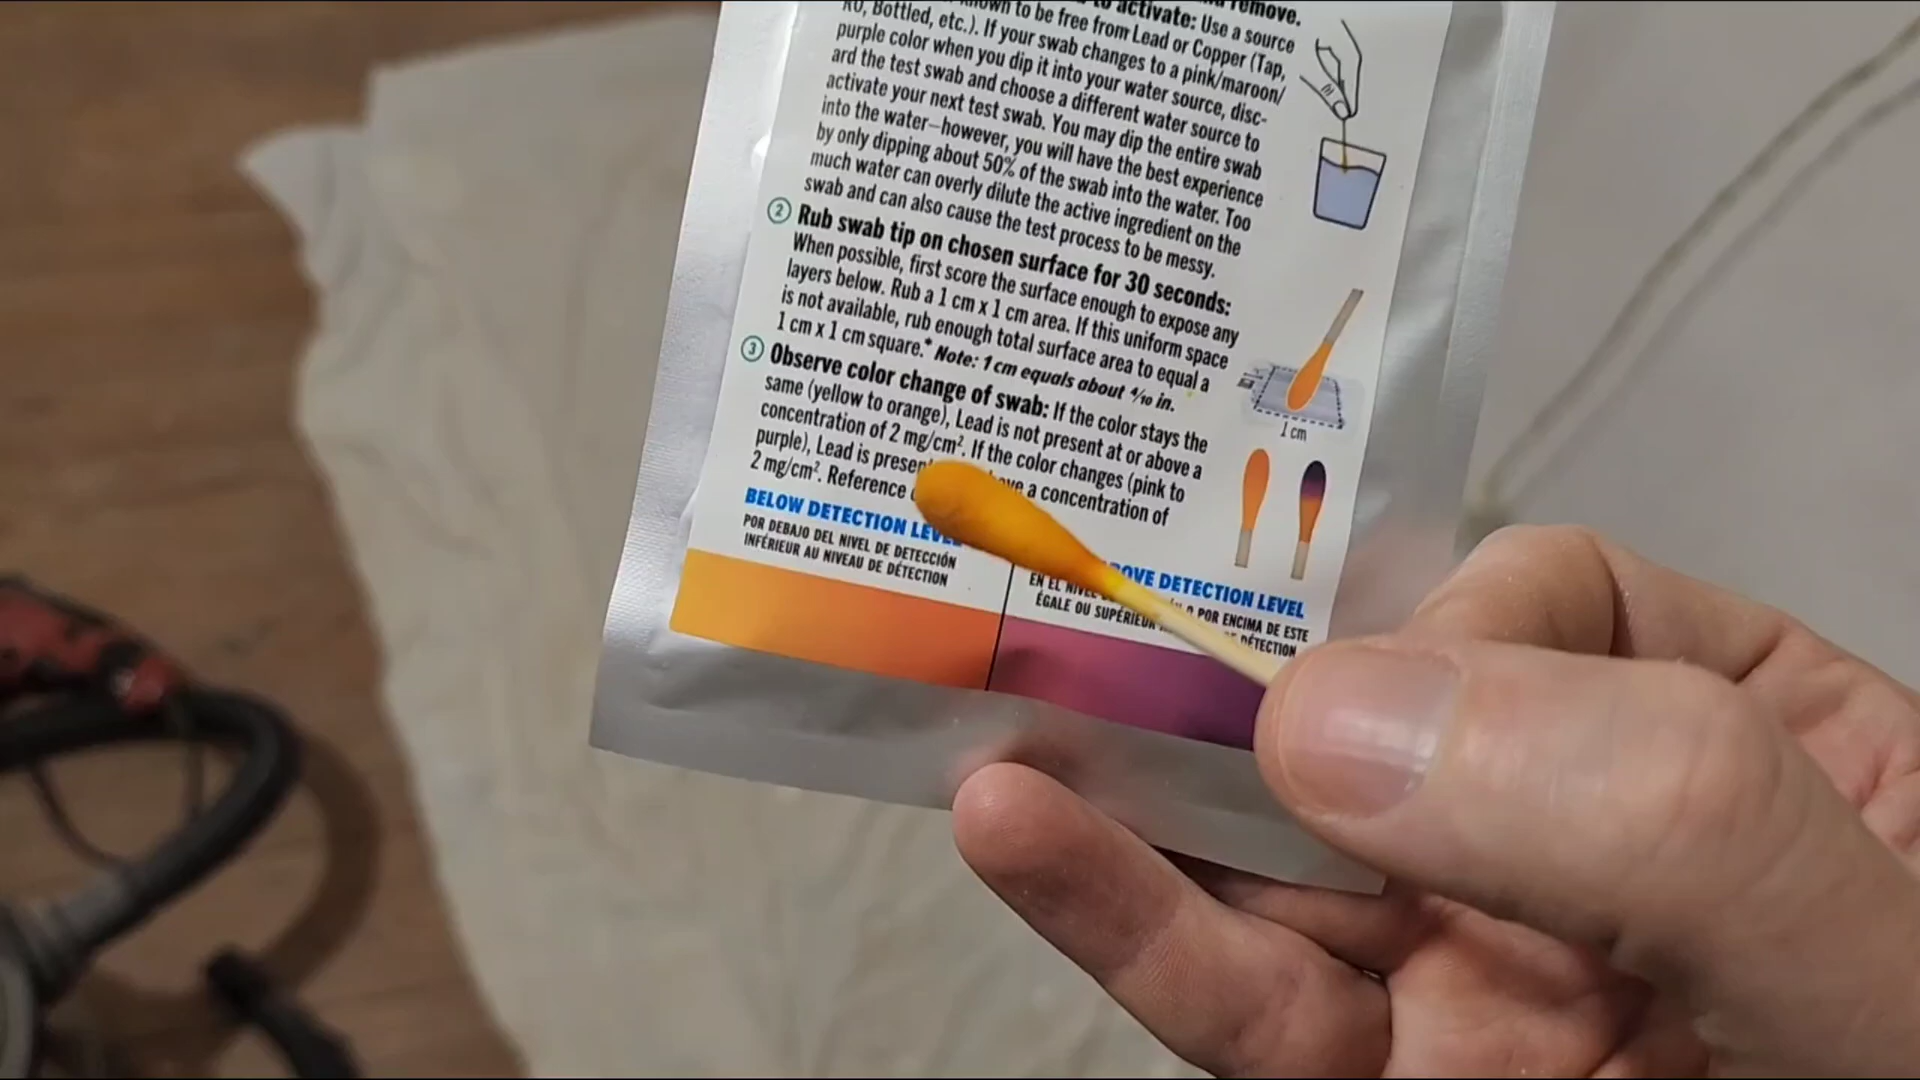 to activate: Use a source
known to be free from Lead or Copper (Tap,
RO, Bottled, etc.). If your swab changes to a pink/maroon/
purple color when you dip it into your water source, disc-
ard the test swab and choose a different water source to
activate your next test swab. You may dip the entire swab
into the water—however, you will have the best experience
by only dipping about 50% of the swab into the water. Too
much water can overly dilute the active ingredient on the
swab and can also cause the test process to be messy.
② Rub swab tip on chosen surface for 30 seconds:
When possible, first score the surface enough to expose any
layers below. Rub a 1 cm x 1 cm area. If this uniform space
is not available, rub enough total surface area to equal a
1 cm x 1 cm square.* Note: 1 cm equals about 4/10 in.
1 cm
③ Observe color change of swab: If the color stays the
same (yellow to orange), Lead is not present at or above a
concentration of 2 mg/cm². If the color changes (pink to
purple), Lead is a concentration of
2 mg/cm². Reference
BELOW DETECTION LEVEL
POR DEBAJO DEL NIVEL DE DETECCIÓN
INFÉRIEUR AU NIVEAU DE DÉTECTION
DETECTION LEVEL
EN EL POR ENCIMA DE ESTE
ÉGALE OU SUPÉRIEUR DÉTECTION